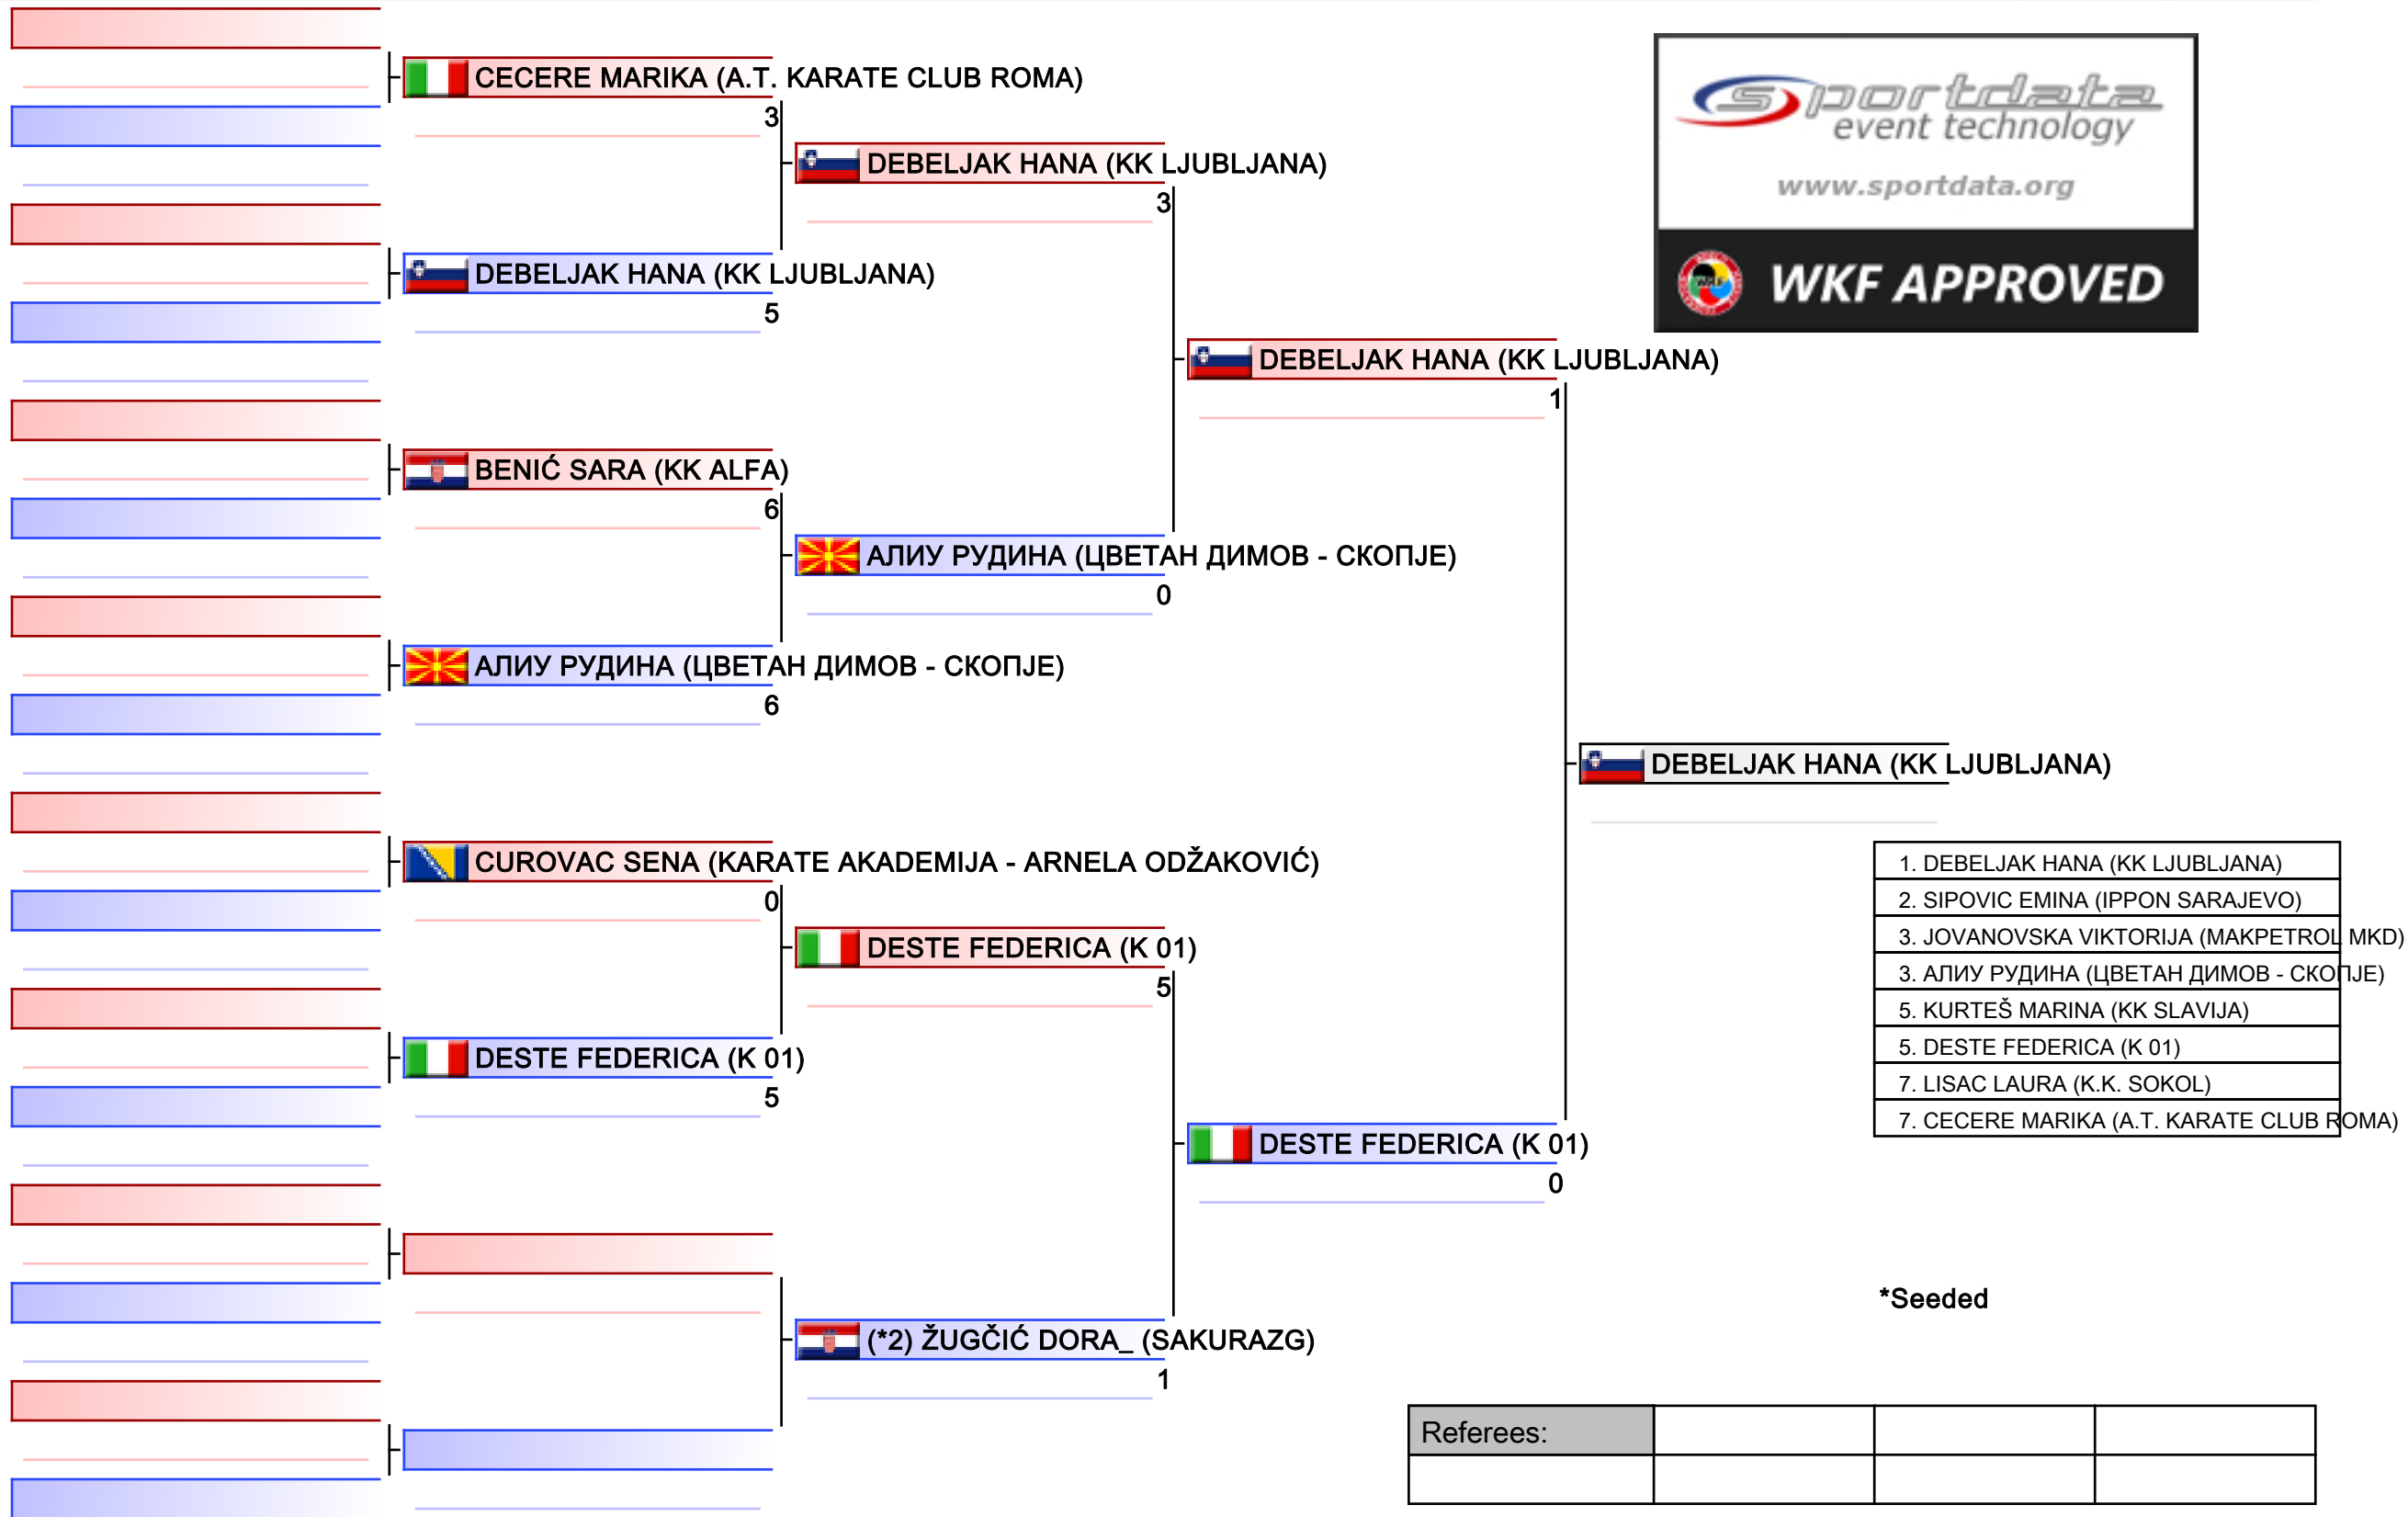 CECERE MARIKA (A.T. KARATE CLUB ROMA)
3
DEBELJAK HANA (KK LJUBLJANA)
3
DEBELJAK HANA (KK LJUBLJANA)
5
DEBELJAK HANA (KK LJUBLJANA)
1
BENIĆ SARA (KK ALFA)
6
АЛИУ РУДИНА (ЦВЕТАН ДИМОВ - СКОПЈЕ)
0
АЛИУ РУДИНА (ЦВЕТАН ДИМОВ - СКОПЈЕ)
6
DEBELJAK HANA (KK LJUBLJANA)
CUROVAC SENA (KARATE AKADEMIJA - ARNELA ODŽAKOVIĆ)
0
DESTE FEDERICA (K 01)
5
DESTE FEDERICA (K 01)
5
DESTE FEDERICA (K 01)
0
(*2) ŽUGČIĆ DORA_ (SAKURAZG)
1
sportdata
event technology
www.sportdata.org
WKF
WKF APPROVED
1. DEBELJAK HANA (KK LJUBLJANA)
2. SIPOVIC EMINA (IPPON SARAJEVO)
3. JOVANOVSKA VIKTORIJA (MAKPETROL MKD)
3. АЛИУ РУДИНА (ЦВЕТАН ДИМОВ - СКОПЈЕ)
5. KURTEŠ MARINA (KK SLAVIJA)
5. DESTE FEDERICA (K 01)
7. LISAC LAURA (K.K. SOKOL)
7. CECERE MARIKA (A.T. KARATE CLUB ROMA)
*Seeded
Referees: